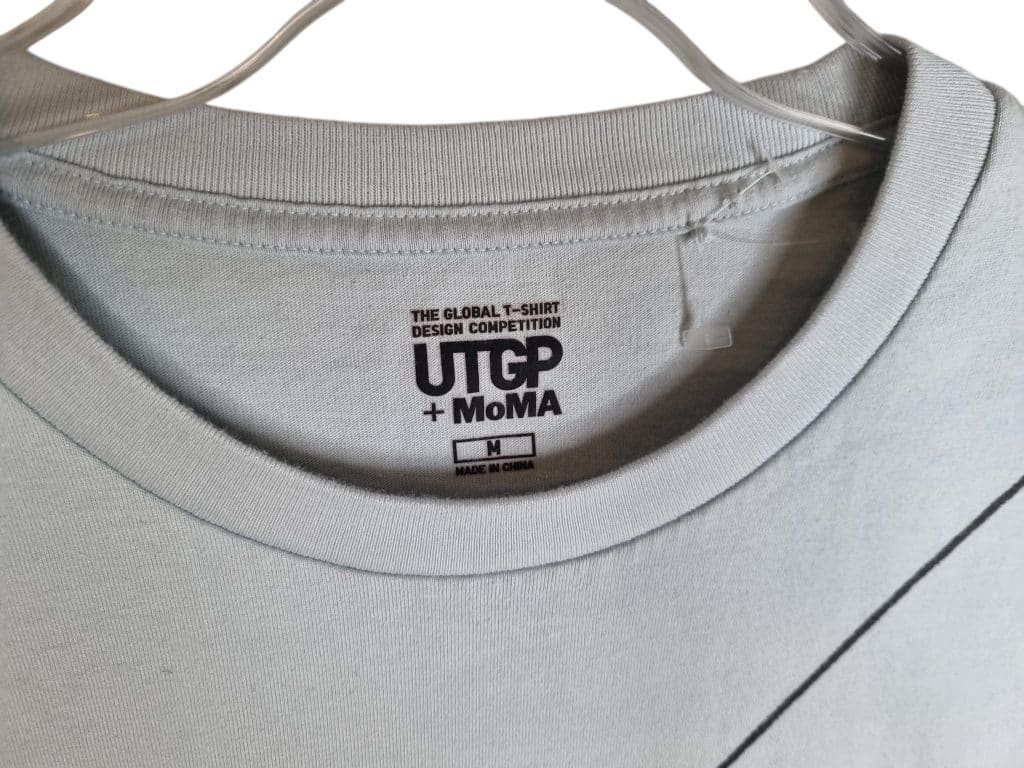 THE GLOBAL T-SHIRT
DESIGN COMPETITION
UTGP
+ MoMA
M
MADE IN CHINA